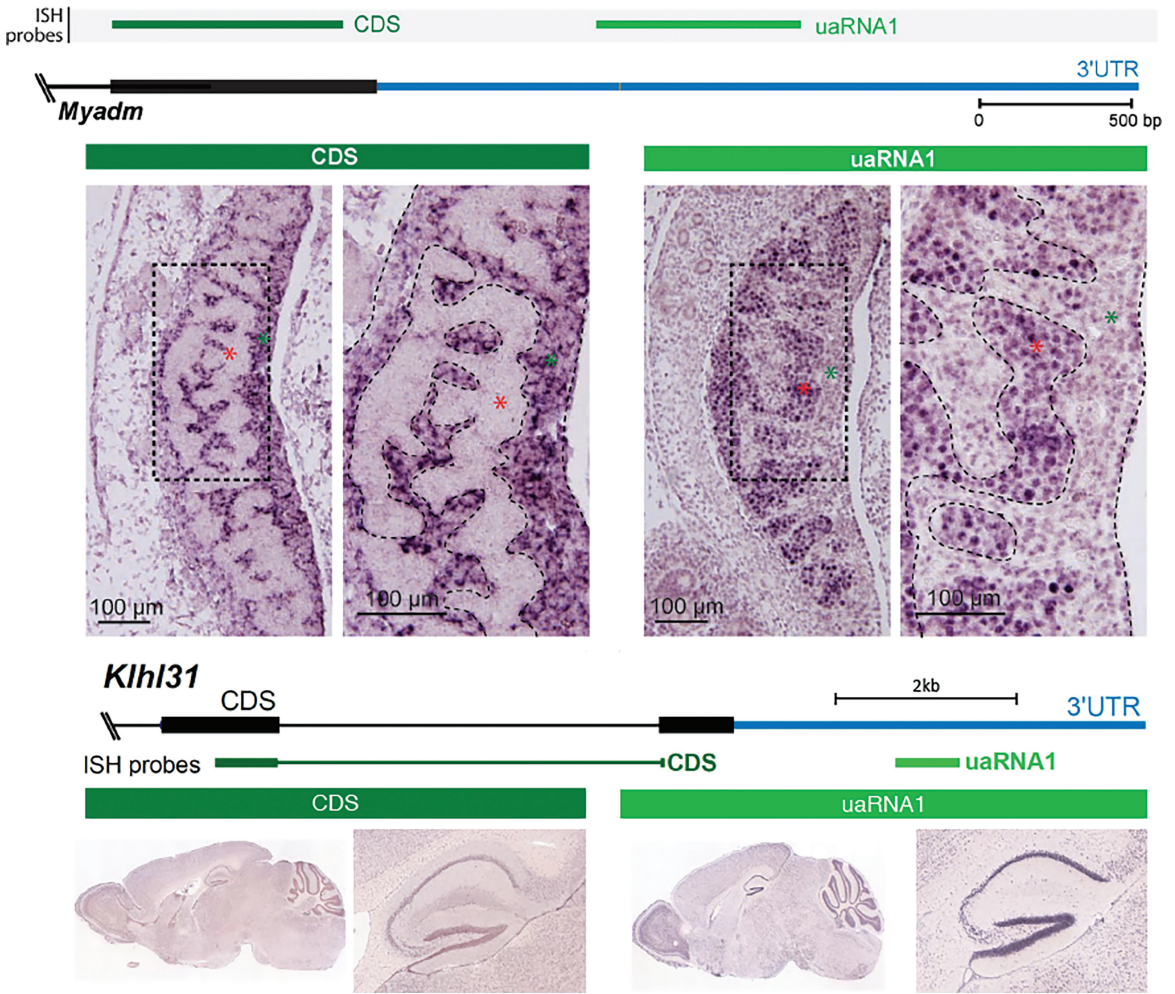 ISH
probes
CDS
uaRNA1
3'UTR
Myadm
0
500 bp
CDS
uaRNA1
*
*
*
*
*
*
*
*
100 µm
100 µm
100 µm
100 µm
Klhl31
CDS
2kb
3'UTR
ISH probes
CDS
uaRNA1
CDS
uaRNA1